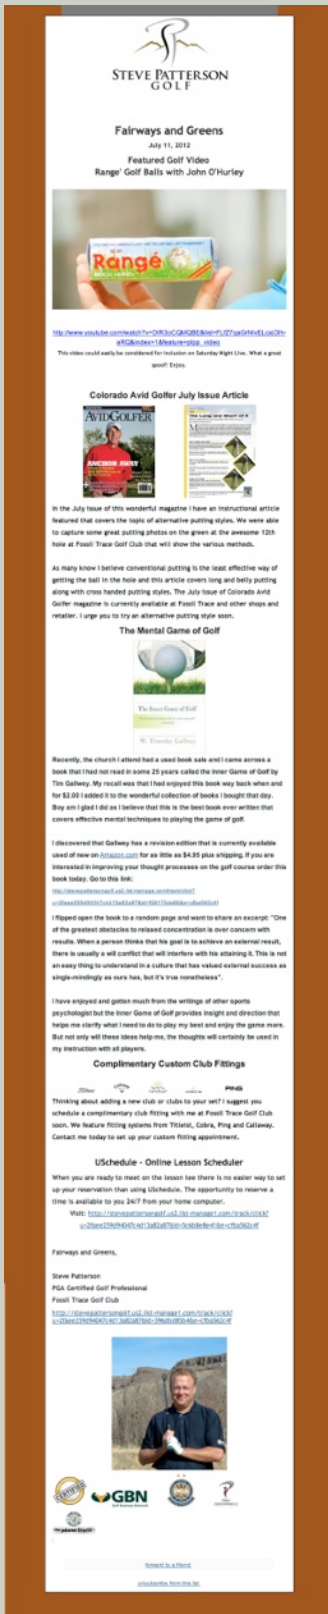 STEVE PATTERSON
GOLF
Fairways and Greens
July 11, 2012
Featured Golf Video
Range' Golf Balls with John O'Hurley
Rangé
This video could easily be considered for inclusion on Saturday Night Live. What a great
spoof! Enjoy.
Colorado Avid Golfer July Issue Article
AVIDGOLFER
ANCHOR AWAY
The Long and Short of It
In the July issue of this wonderful magazine I have an instructional article
featured that covers the topic of alternative putting styles. We were able
to capture some great putting photos on the green at the awesome 12th
hole at Fossil Trace Golf Club that will show the various methods.
As many know I believe conventional putting is the least effective way of
getting the ball in the hole and this article covers long and belly putting
along with cross handed putting styles. The July Issue of Colorado Avid
Golfer magazine is currently available at Fossil Trace and other shops and
retailer. I urge you to try an alternative putting style soon.
The Mental Game of Golf
The Inner Game of Golf
W. Timothy Gallwey
Recently, the church I attend had a used book sale and I came across a
book that I had not read in some 25 years called the Inner Game of Golf by
Tim Gallwey. My recall was that I had enjoyed this book way back when and
for $2.00 I added it to the wonderful collection of books I bought that day.
Boy am I glad I did as I believe that this is the best book ever written that
covers effective mental techniques to playing the game of golf.
I discovered that Gallwey has a revision edition that is currently available
used of new on Amazon.com for as little as $4.95 plus shipping. If you are
interested in improving your thought processes on the golf course order this
book today. Go to this link:
I flipped open the book to a random page and want to share an excerpt: "One
of the greatest obstacles to relaxed concentration is over concern with
results. When a person thinks that his goal is to achieve an external result,
there is usually a will conflict that will interfere with his attaining it. This is not
an easy thing to understand in a culture that has valued external success as
single-mindingly as ours has, but it's true nonetheless".
I have enjoyed and gotten much from the writings of other sports
psychologist but the Inner Game of Golf provides insight and direction that
helps me clarify what I need to do to play my best and enjoy the game more.
But not only will these ideas help me, the thoughts will certainly be used in
my instruction with all players.
Complimentary Custom Club Fittings
Titleist
PING
Thinking about adding a new club or clubs to your set? I suggest you
schedule a complimentary club fitting with me at Fossil Trace Golf Club
soon. We feature fitting systems from Titleist, Cobra, Ping and Callaway.
Contact me today to set up your custom fitting appointment.
USchedule - Online Lesson Scheduler
When you are ready to meet on the lesson tee there is no easier way to set
up your reservation than using USchedule. The opportunity to reserve a
time is available to you 24/7 from your home computer.
Visit:
Fairways and Greens,
Steve Patterson
PGA Certified Golf Professional
Fossil Trace Golf Club
CERTIFIED
GBN
forward to a friend
unsubscribe from this list